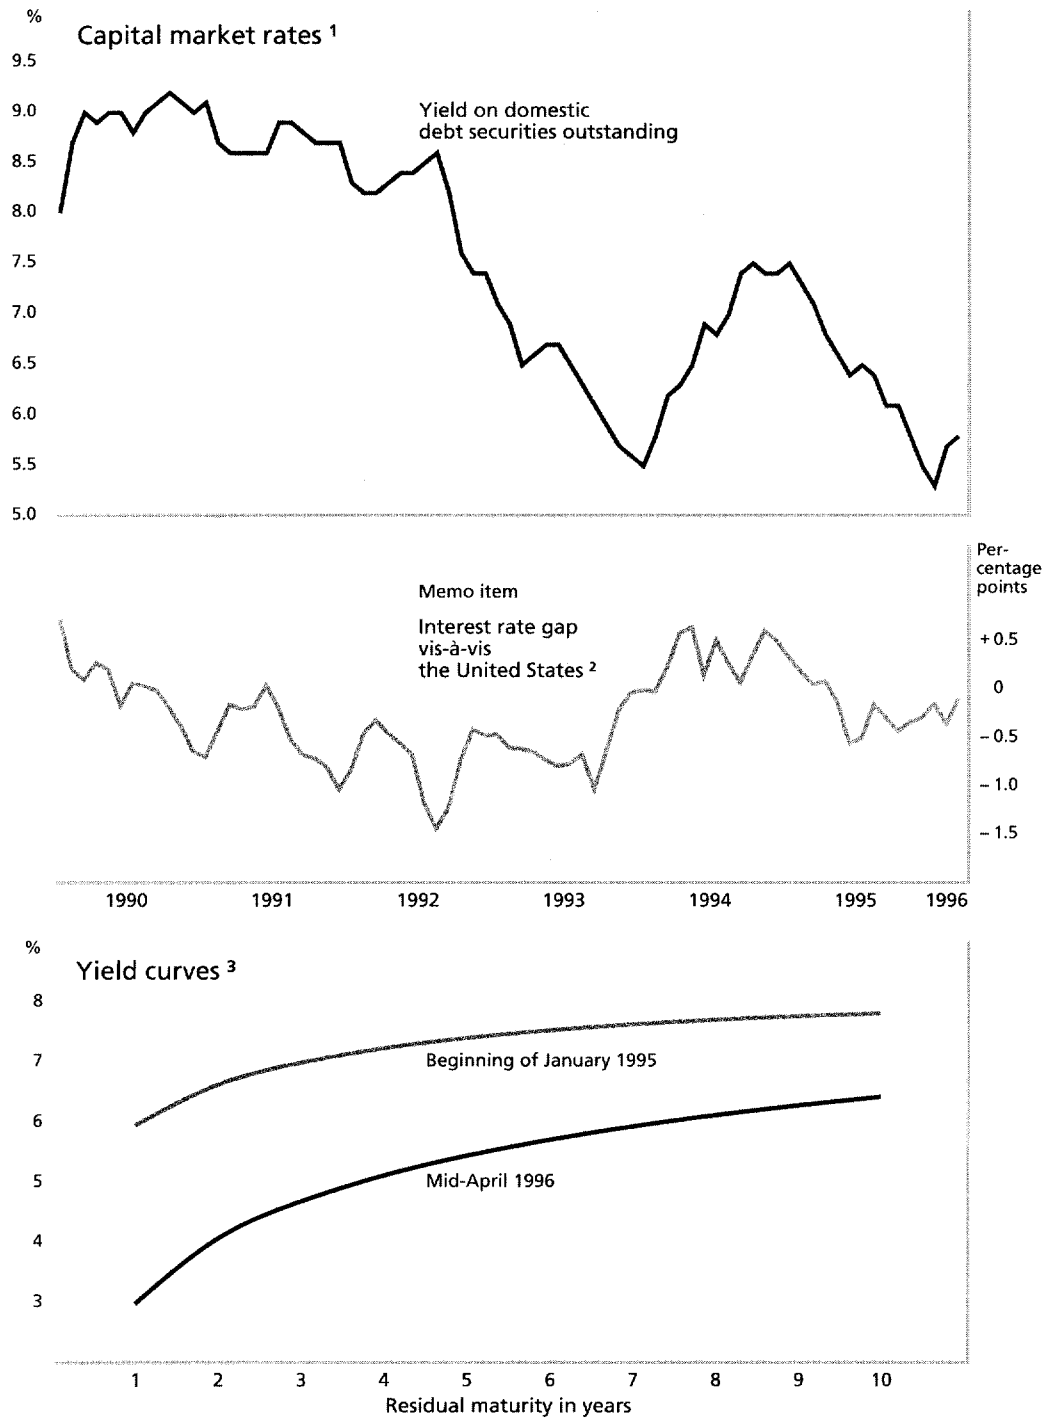 %
Capital market rates ¹
9.5
9.0
Yield on domestic
debt securities outstanding
8.5
8.0
7.5
7.0
6.5
6.0
5.5
5.0
Per-
centage
points
Memo item
Interest rate gap
vis-à-vis
the United States ²
+ 0.5
0
– 0.5
– 1.0
– 1.5
1990 1991 1992 1993 1994 1995 1996
%
Yield curves ³
8
7
Beginning of January 1995
6
5
Mid-April 1996
4
3
1 2 3 4 5 6 7 8 9 10
Residual maturity in years